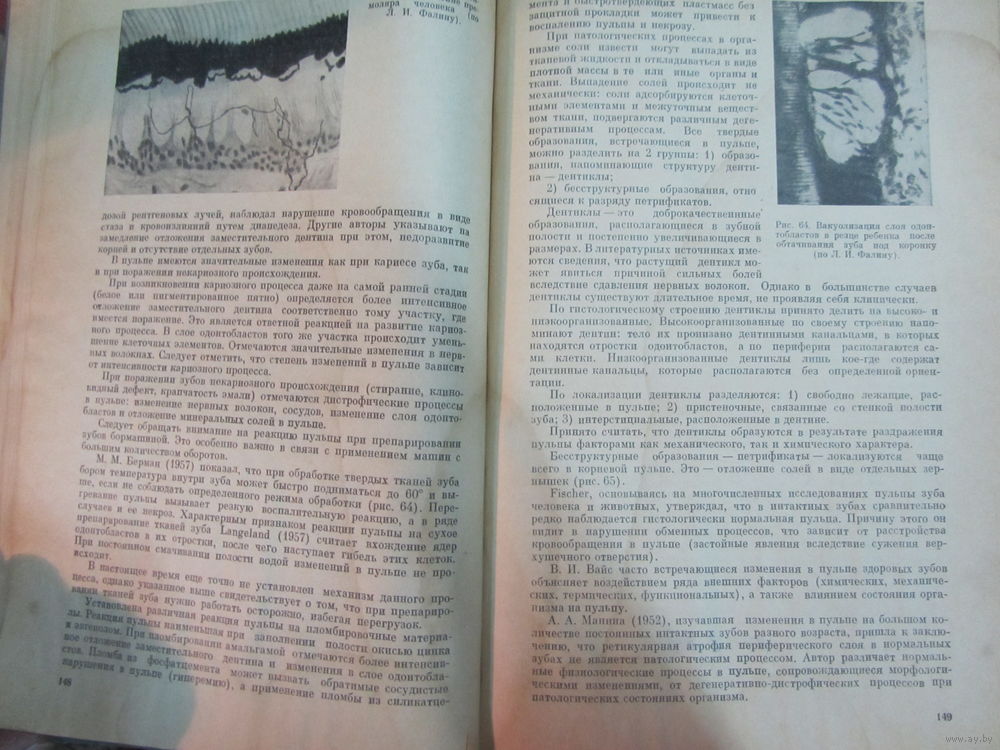 моляра человека (по
Л. И. Фалину).
дозой рентгеновых лучей, наблюдал нарушение кровообращения в виде
стаза и кровоизлияний путем диапедеза. Другие авторы указывают на
замедление отложения заместительного дентина при этом, недоразвитие
корней и отсутствие отдельных зубов.
В пульпе имеются значительные изменения как при кариесе зуба, так
и при поражении некариозного происхождения.
При возникновении кариозного процесса даже на самой ранней стадии
(белое или пигментированное пятно) определяется более интенсивное
отложение заместительного дентина соответственно тому участку, где
имеется поражение. Это является ответной реакцией на развитие кариоз-
ного процесса. В слое одонтобластов того же участка происходит умень-
шение клеточных элементов. Отмечаются значительные изменения в нерв-
ных волокнах. Следует отметить, что степень изменений в пульпе зависит
от интенсивности кариозного процесса.
При поражении зубов некариозного происхождения (стирание, клино-
видный дефект, крапчатость эмали) отмечаются дистрофические процессы
в пульпе: изменение нервных волокон, сосудов, изменение слоя одонто-
бластов и отложение минеральных солей в пульпе.
Следует обращать внимание на реакцию пульпы при препарировании
зубов бормашиной. Это особенно важно в связи с применением машин с
большим количеством оборотов.
М. М. Берман (1957) показал, что при обработке твердых тканей зуба
бором температура внутри зуба может быстро подниматься до 60° и вы-
ше, если не соблюдать определенного режима обработки (рис. 64). Пере-
гревание пульпы вызывает резкую воспалительную реакцию, а в ряде
случаев и ее некроз. Характерным признаком реакции пульпы на сухое
препарирование тканей зуба Langeland (1957) считает вхождение ядер
одонтобластов в их отростки, после чего наступает гибель этих клеток.
При постоянном смачивании полости водой изменений в пульпе не про-
исходит.
В настоящее время еще точно не установлен механизм данного про-
цесса, однако указанное выше свидетельствует о том, что при препариро-
вании тканей зуба нужно работать осторожно, избегая перегрузок.
Установлена различная реакция пульпы на пломбировочные материа-
лы. Реакция пульпы наименьшая при заполнении полости окисью цинка
и эвгенолом. При пломбировании амальгамой отмечаются более интенсив-
ное отложение заместительного дентина и изменения в слое одонтобла-
стов. Пломба из фосфатцемента может вызвать обратимые сосудистые
нарушения в пульпе (гиперемию), а применение пломбы из силикатце-
148
мента и быстротвердеющих пластмасс без
защитной прокладки может привести к
воспалению пульпы и некрозу.
При патологических процессах в орга-
низме соли извести могут выпадать из
тканевой жидкости и откладываться в виде
плотной массы в те или иные органы и
ткани. Выпадение солей происходит не
механически: соли адсорбируются клеточ-
ными элементами и межуточным вещест-
вом ткани, подвергаются различным деге-
неративным процессам. Все твердые
образования, встречающиеся в пульпе,
можно разделить на 2 группы: 1) образо-
вания, напоминающие структуру денти-
на — дентиклы;
2) бесструктурные образования, отно
сящиеся к разряду петрификатов.
Дентиклы — это доброкачественные
образования, располагающиеся в зубной
полости и постепенно увеличивающиеся в
размерах. В литературных источниках име-
ются сведения, что растущий дентикл мо-
жет явиться причиной сильных болей
вследствие сдавления нервных волокон. Однако в большинстве случаев
дентиклы существуют длительное время, не проявляя себя клинически.
Рис. 64. Вакуолизация слоя одон-
тобластов в резце ребенка после
обтачивания зуба под коронку
(по Л. И. Фалину).
По гистологическому строению дентиклы принято делить на высоко- и
низкоорганизованные. Высокоорганизованные по своему строению напо-
минают дентин: тело их пронизано дентинными канальцами, в которых
находятся отростки одонтобластов, а по периферии располагаются са-
ми клетки. Низкоорганизованные дентиклы лишь кое-где содержат
дентинные канальцы, которые располагаются без определенной ориен-
тации.
По локализации дентиклы разделяются: 1) свободно лежащие, рас-
положенные в пульпе; 2) пристеночные, связанные со стенкой полости
зуба; 3) интерстициальные, расположенные в дентине.
Принято считать, что дентиклы образуются в результате раздражения
пульпы факторами как механического, так и химического характера.
Бесструктурные образования — петрификаты — локализуются чаще
всего в корневой пульпе. Это — отложение солей в виде отдельных зер-
нышек (рис. 65).
Fischer, основываясь на многочисленных исследованиях пульпы зуба
человека и животных, утверждал, что в интактных зубах сравнительно
редко наблюдается гистологически нормальная пульпа. Причину этого он
видит в нарушении обменных процессов, что зависит от расстройства
кровообращения в пульпе (застойные явления вследствие сужения вер-
хушечного отверстия).
В. И. Вайс часто встречающиеся изменения в пульпе здоровых зубов
объясняет воздействием ряда внешних факторов (химических, механиче-
ских, термических, функциональных), а также влиянием состояния орга-
низма на пульпу.
А. А. Манина (1952), изучавшая изменения в пульпе на большом ко-
личестве постоянных интактных зубов разного возраста, пришла к заклю-
чению, что ретикулярная атрофия периферического слоя в нормальных
зубах не является патологическим процессом. Автор различает нормаль-
ные физиологические процессы в пульпе, сопровождающиеся морфологи-
ческими изменениями, от дегенеративно-дистрофических процессов при
патологических состояниях организма.
149
www.ay.by